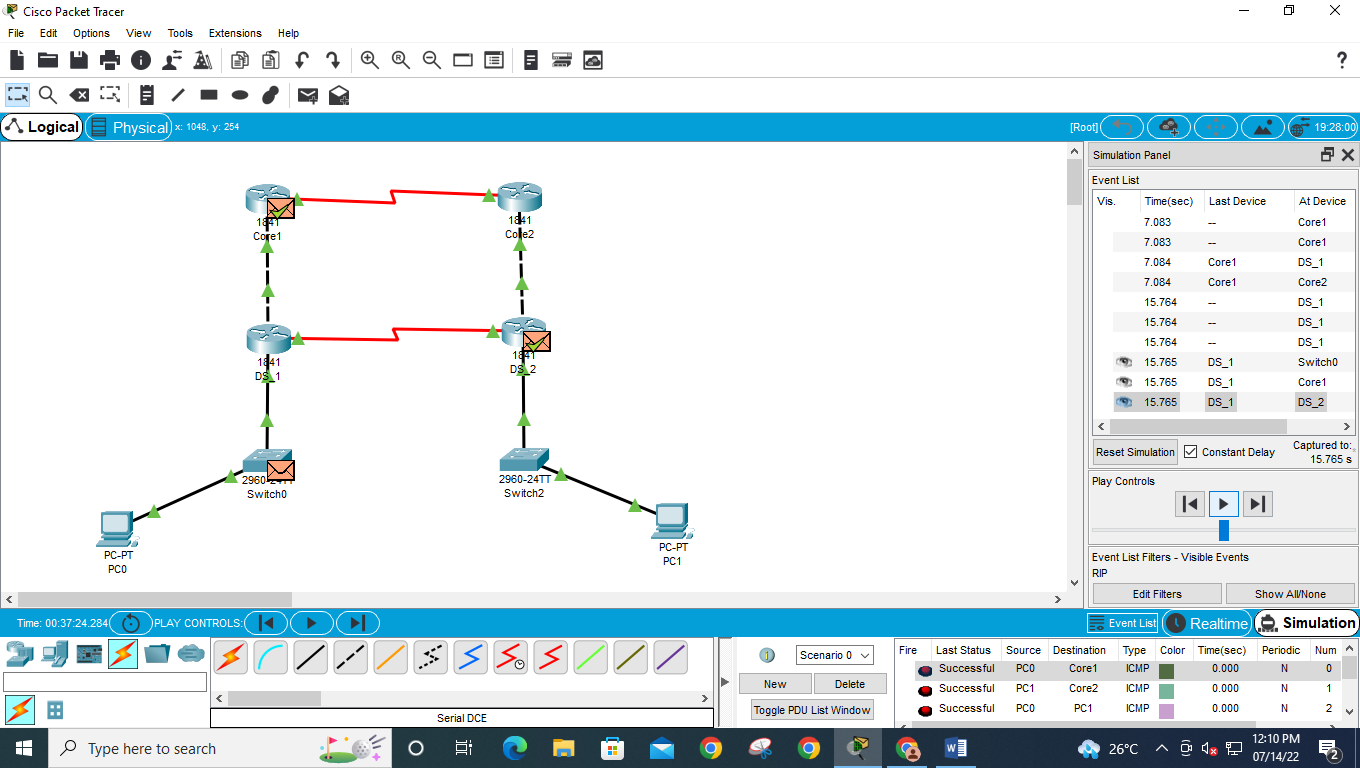 Cisco Packet Tracer
File Edit Options View Tools Extensions Help
Logical Physical x: 1048, y: 254 [Root] 19:28:00
1841
Core1
1841
Core2
1841
DS_1
1841
DS_2
2960-24TT
Switch0
2960-24TT
Switch2
PC-PT
PC0
PC-PT
PC1
Simulation Panel
Event List
Vis. Time(sec) Last Device At Device
7.083 -- Core1
7.083 -- Core1
7.084 Core1 DS_1
7.084 Core1 Core2
15.764 -- DS_1
15.764 -- DS_1
15.764 -- DS_1
15.765 DS_1 Switch0
15.765 DS_1 Core1
15.765 DS_1 DS_2
Reset Simulation Constant Delay Captured to:
15.765 s
Play Controls
Event List Filters - Visible Events
RIP
Edit Filters Show All/None
Time: 00:37:24.284 PLAY CONTROLS: Event List Realtime Simulation
Serial DCE
Scenario 0
New Delete
Toggle PDU List Window
Fire Last Status Source Destination Type Color Time(sec) Periodic Num
Successful PC0 Core1 ICMP 0.000 N 0
Successful PC1 Core2 ICMP 0.000 N 1
Successful PC0 PC1 ICMP 0.000 N 2
Type here to search
26°C
12:10 PM
07/14/22
2